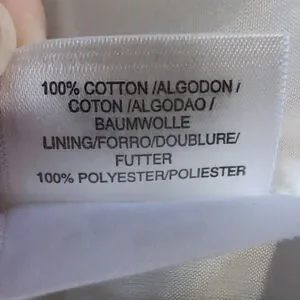 100% COTTON /ALGODON /
COTON /ALGODAO /
BAUMWOLLE
LINING/FORRO/DOUBLURE/
FUTTER
100% POLYESTER/POLIESTER